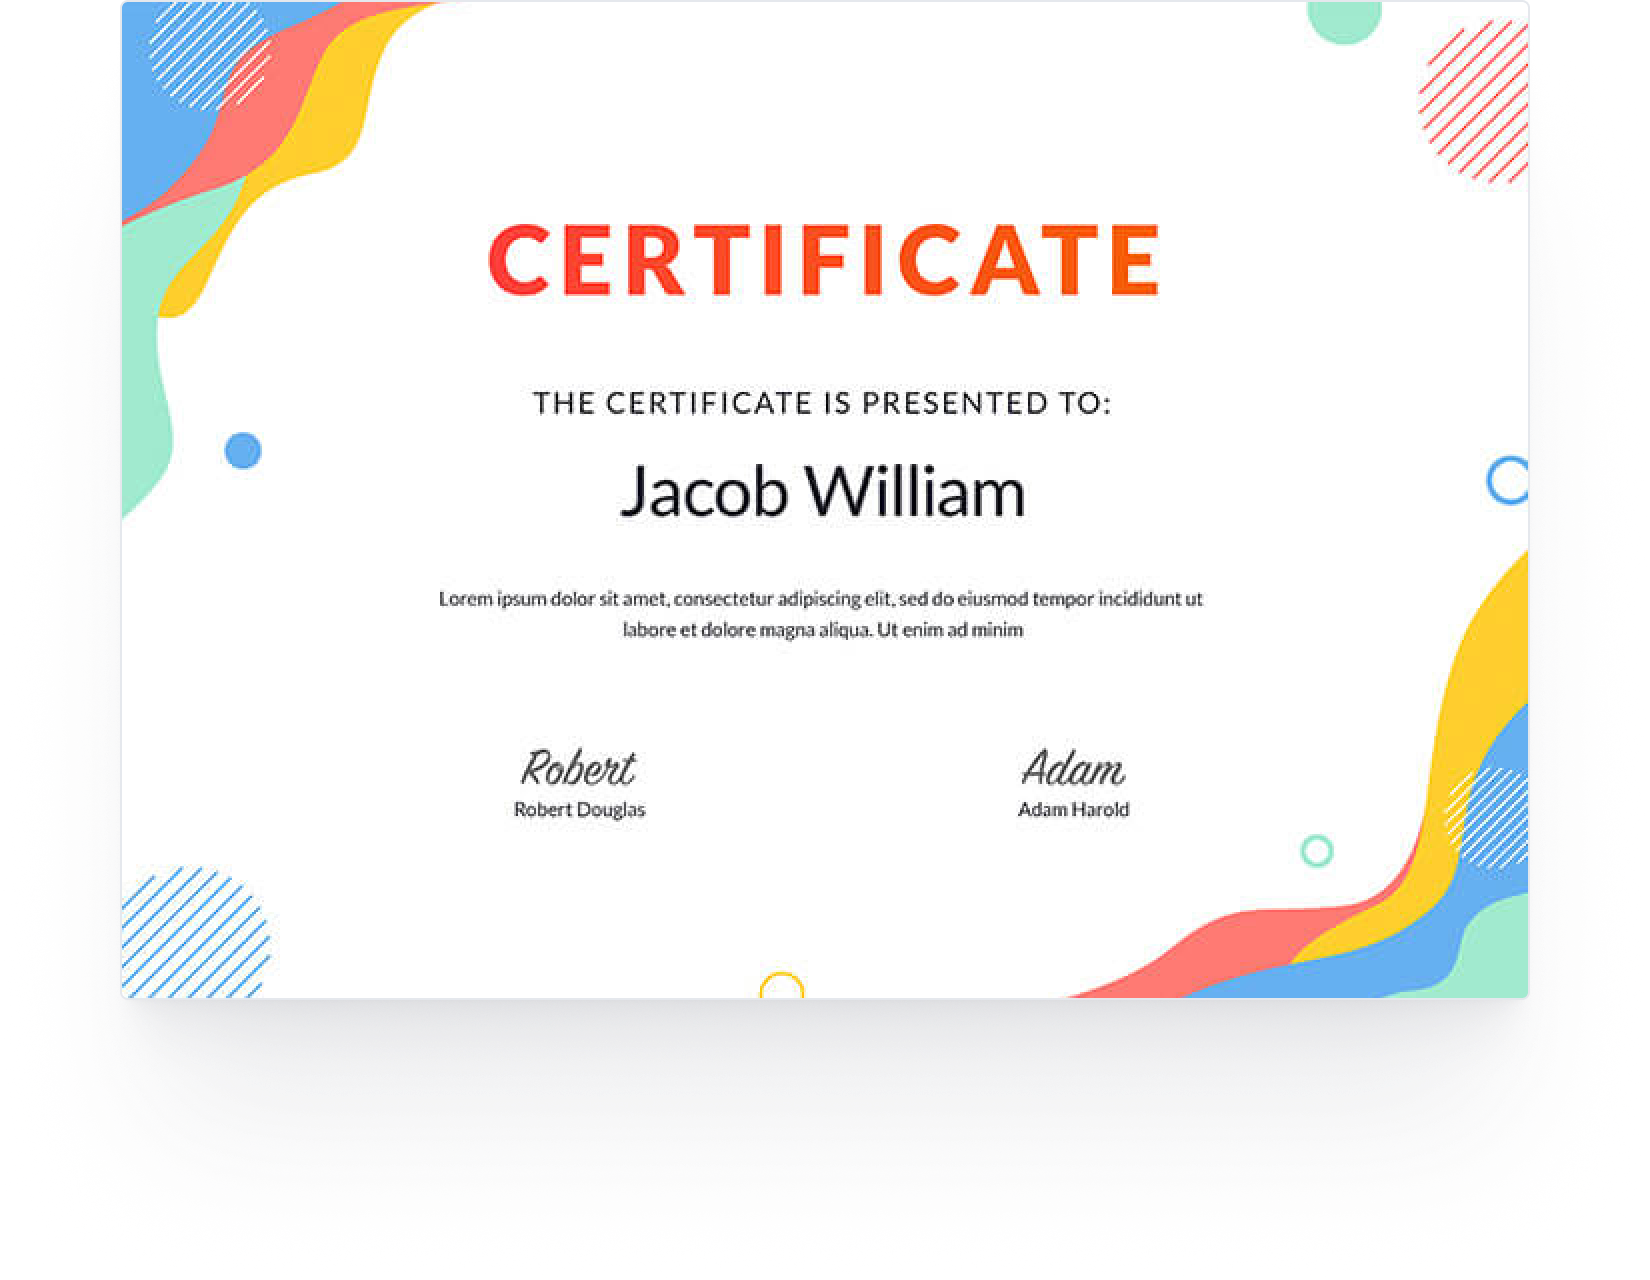 CERTIFICATE
THE CERTIFICATE IS PRESENTED TO:
Jacob William
Lorem ipsum dolor sit amet, consectetur adipiscing elit, sed do eiusmod tempor incididunt ut
labore et dolore magna aliqua. Ut enim ad minim
Robert
Adam
Robert Douglas
Adam Harold